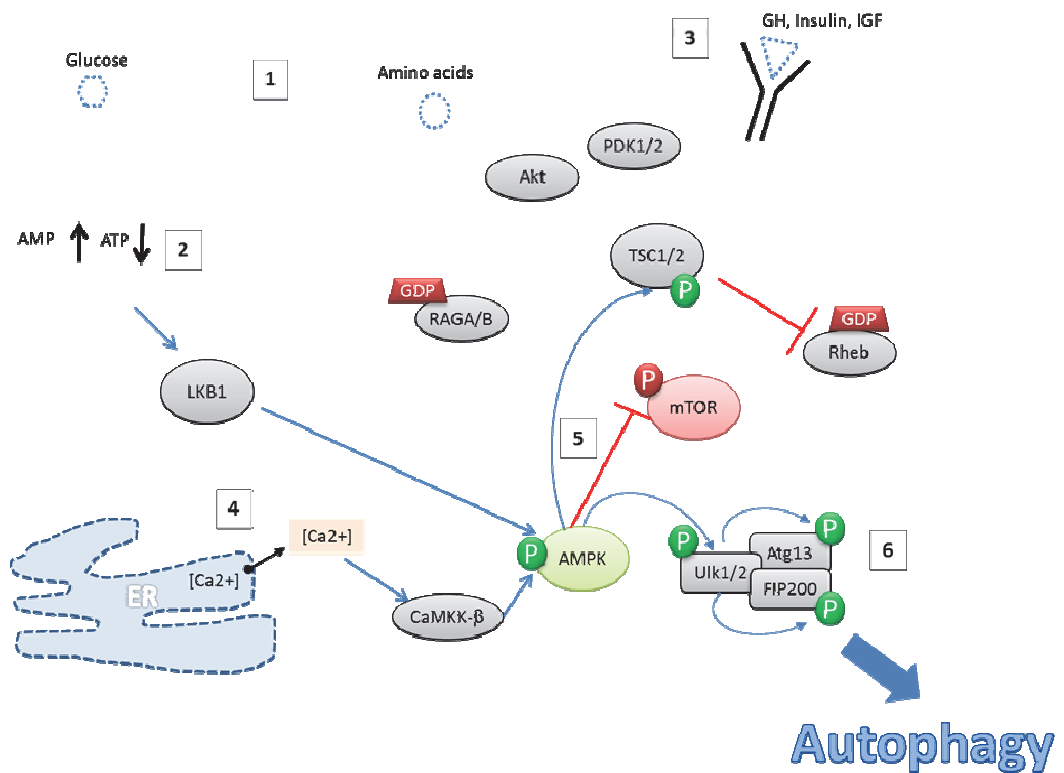 GH, Insulin, IGF
3
Glucose
1
Amino acids
PDK1/2
Akt
AMP
ATP
2
TSC1/2
P
GDP
RAGA/B
GDP
Rheb
LKB1
P
mTOR
5
4
[Ca2+]
[Ca2+]
ER
P
AMPK
CaMKK-β
P
Ulk1/2
Atg13
P
FIP200
P
6
Autophagy